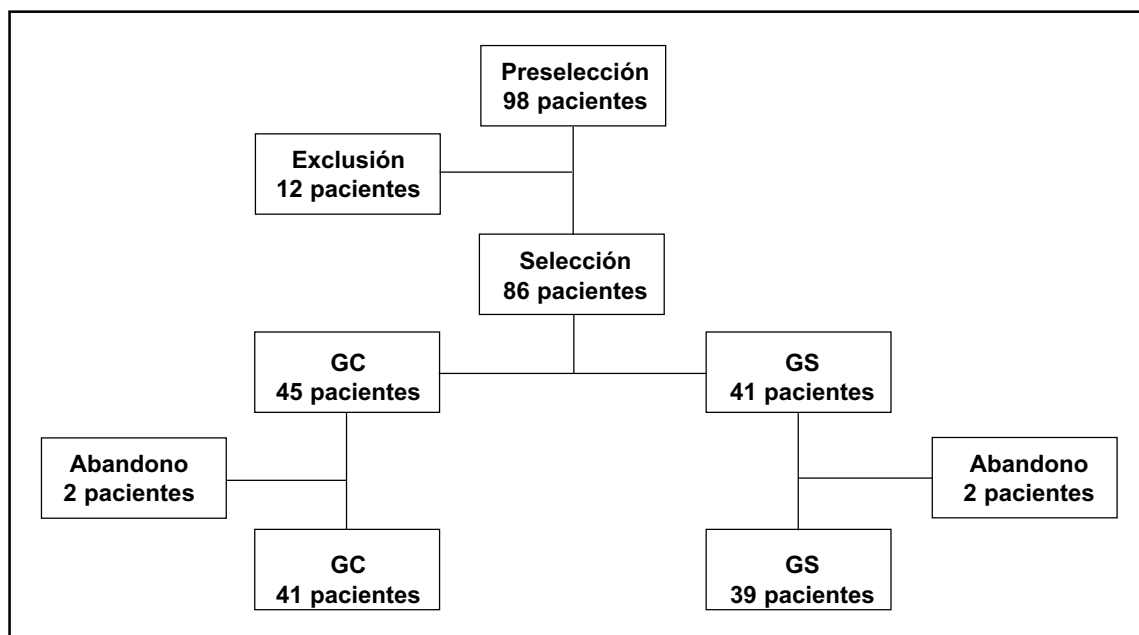 Preselección
98 pacientes
Exclusión
12 pacientes
Selección
86 pacientes
GC
45 pacientes
GS
41 pacientes
Abandono
2 pacientes
Abandono
2 pacientes
GC
41 pacientes
GS
39 pacientes